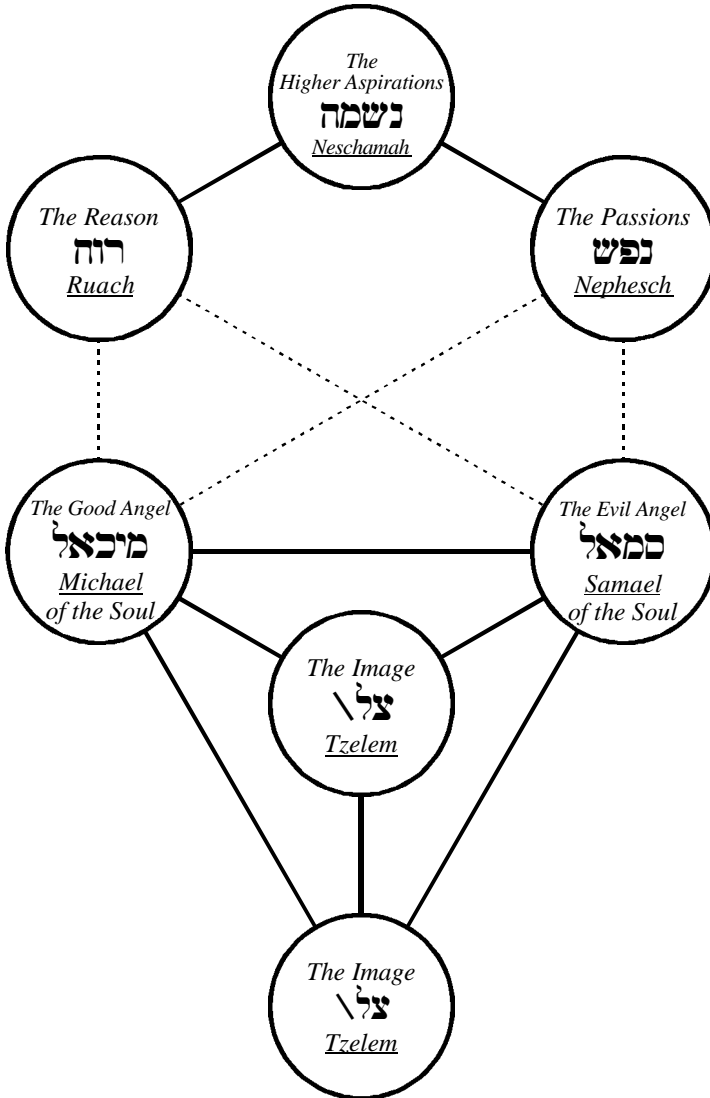 The
Higher Aspirations
נשמה
Neschamah
The Reason
רוח
Ruach
The Passions
נפש
Nephesch
The Good Angel
מיכאל
Michael
of the Soul
The Evil Angel
סמאל
Samael
of the Soul
The Image
צל\
Tzelem
The Image
צל\
Tzelem